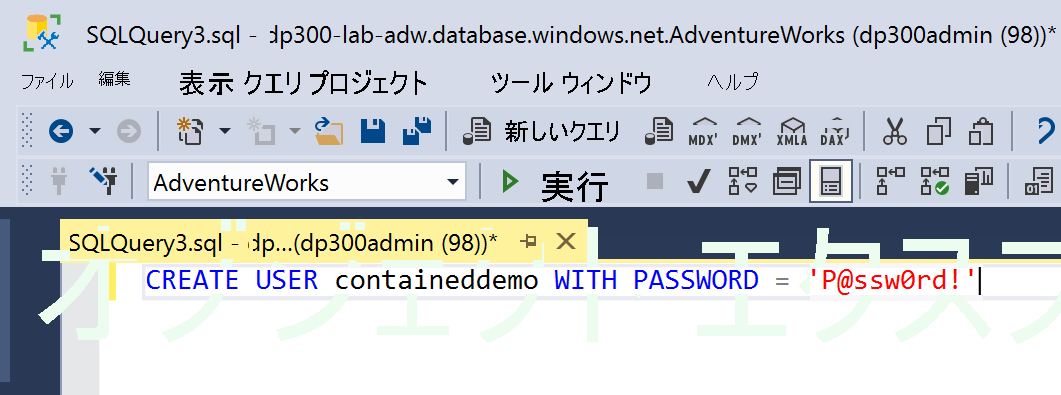 SQLQuery3.sql - dp300-lab-adw.database.windows.net.AdventureWorks (dp300admin (98))*
ファイル 編集 表示 クエリ プロジェクト ツール ウィンドウ ヘルプ
新しいクエリ MDX DMX XMLA DAX
AdventureWorks 実行
SQLQuery3.sql - dp...(dp300admin (98))*
オブジェクト エクスプ
CREATE USER containeddemo WITH PASSWORD = 'P@ssw0rd!'